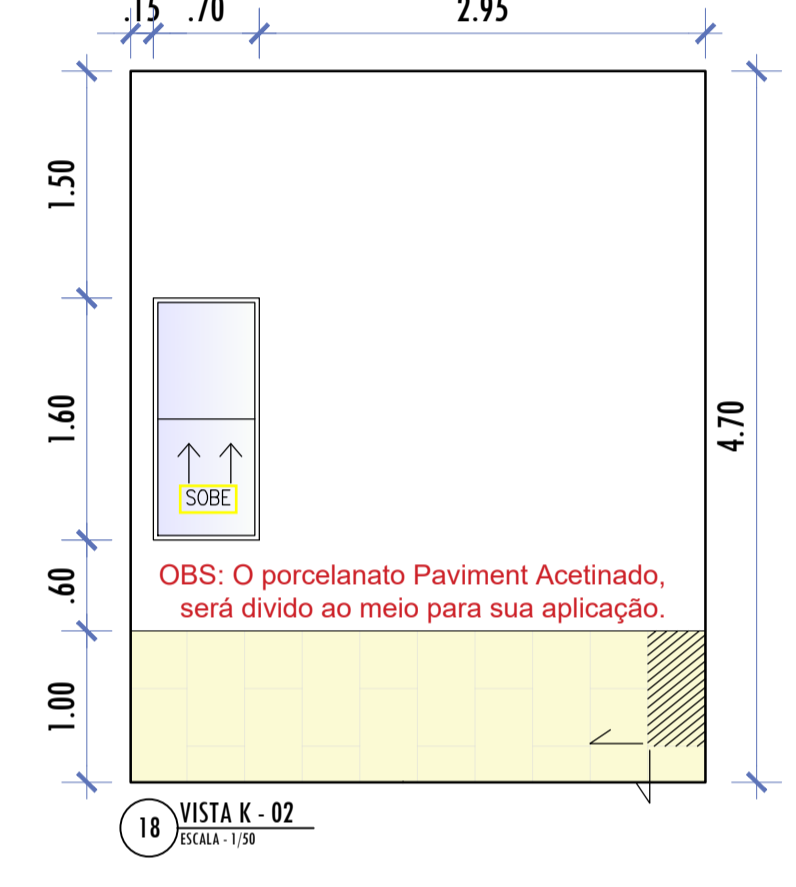 .15 .70 2.95
1.50
1.60
4.70
SOBE
OBS: O porcelanato Paviment Acetinado,
será divido ao meio para sua aplicação.
.60
1.00
18 VISTA K - 02
ESCALA - 1/50